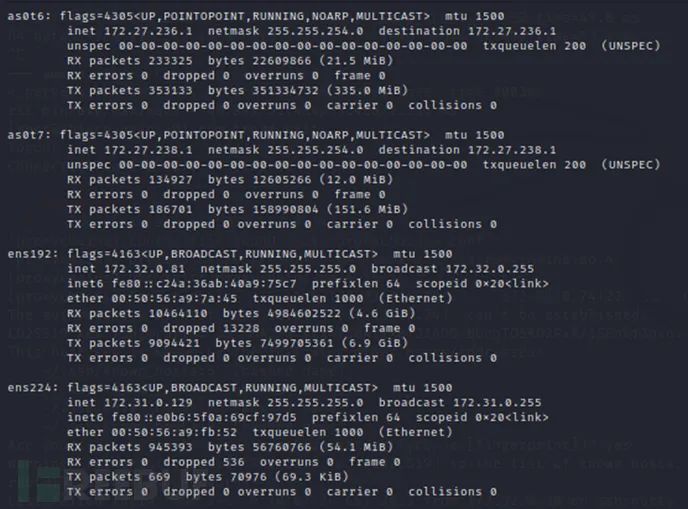 as0t6: flags=4305<UP,POINTOPOINT,RUNNING,NOARP,MULTICAST>  mtu 1500
inet 172.27.236.1  netmask 255.255.254.0  destination 172.27.236.1
unspec 00-00-00-00-00-00-00-00-00-00-00-00-00-00-00-00  txqueuelen 200  (UNSPEC)
RX packets 233325  bytes 22609866 (21.5 MiB)
RX errors 0  dropped 0  overruns 0  frame 0
TX packets 353133  bytes 351334732 (335.0 MiB)
TX errors 0  dropped 0 overruns 0  carrier 0  collisions 0
as0t7: flags=4305<UP,POINTOPOINT,RUNNING,NOARP,MULTICAST>  mtu 1500
inet 172.27.238.1  netmask 255.255.254.0  destination 172.27.238.1
unspec 00-00-00-00-00-00-00-00-00-00-00-00-00-00-00-00  txqueuelen 200  (UNSPEC)
RX packets 134927  bytes 12605266 (12.0 MiB)
RX errors 0  dropped 0  overruns 0  frame 0
TX packets 186701  bytes 158990804 (151.6 MiB)
TX errors 0  dropped 0 overruns 0  carrier 0  collisions 0
ens192: flags=4163<UP,BROADCAST,RUNNING,MULTICAST>  mtu 1500
inet 172.32.0.81  netmask 255.255.255.0  broadcast 172.32.0.255
inet6 fe80::c24a:36ab:40a9:75c7  prefixlen 64  scopeid 0×20<link>
ether 00:50:56:a9:7a:45  txqueuelen 1000  (Ethernet)
RX packets 10464110  bytes 4984602522 (4.6 GiB)
RX errors 0  dropped 13228  overruns 0  frame 0
TX packets 9094421  bytes 7499705361 (6.9 GiB)
TX errors 0  dropped 0 overruns 0  carrier 0  collisions 0
ens224: flags=4163<UP,BROADCAST,RUNNING,MULTICAST>  mtu 1500
inet 172.31.0.129  netmask 255.255.255.0  broadcast 172.31.0.255
inet6 fe80::e0b6:5f0a:69cf:97d5  prefixlen 64  scopeid 0×20<link>
ether 00:50:56:a9:fb:52  txqueuelen 1000  (Ethernet)
RX packets 945393  bytes 56760766 (54.1 MiB)
RX errors 0  dropped 536  overruns 0  frame 0
TX packets 669  bytes 70976 (69.3 KiB)
TX errors 0  dropped 0 overruns 0  carrier 0  collisions 0